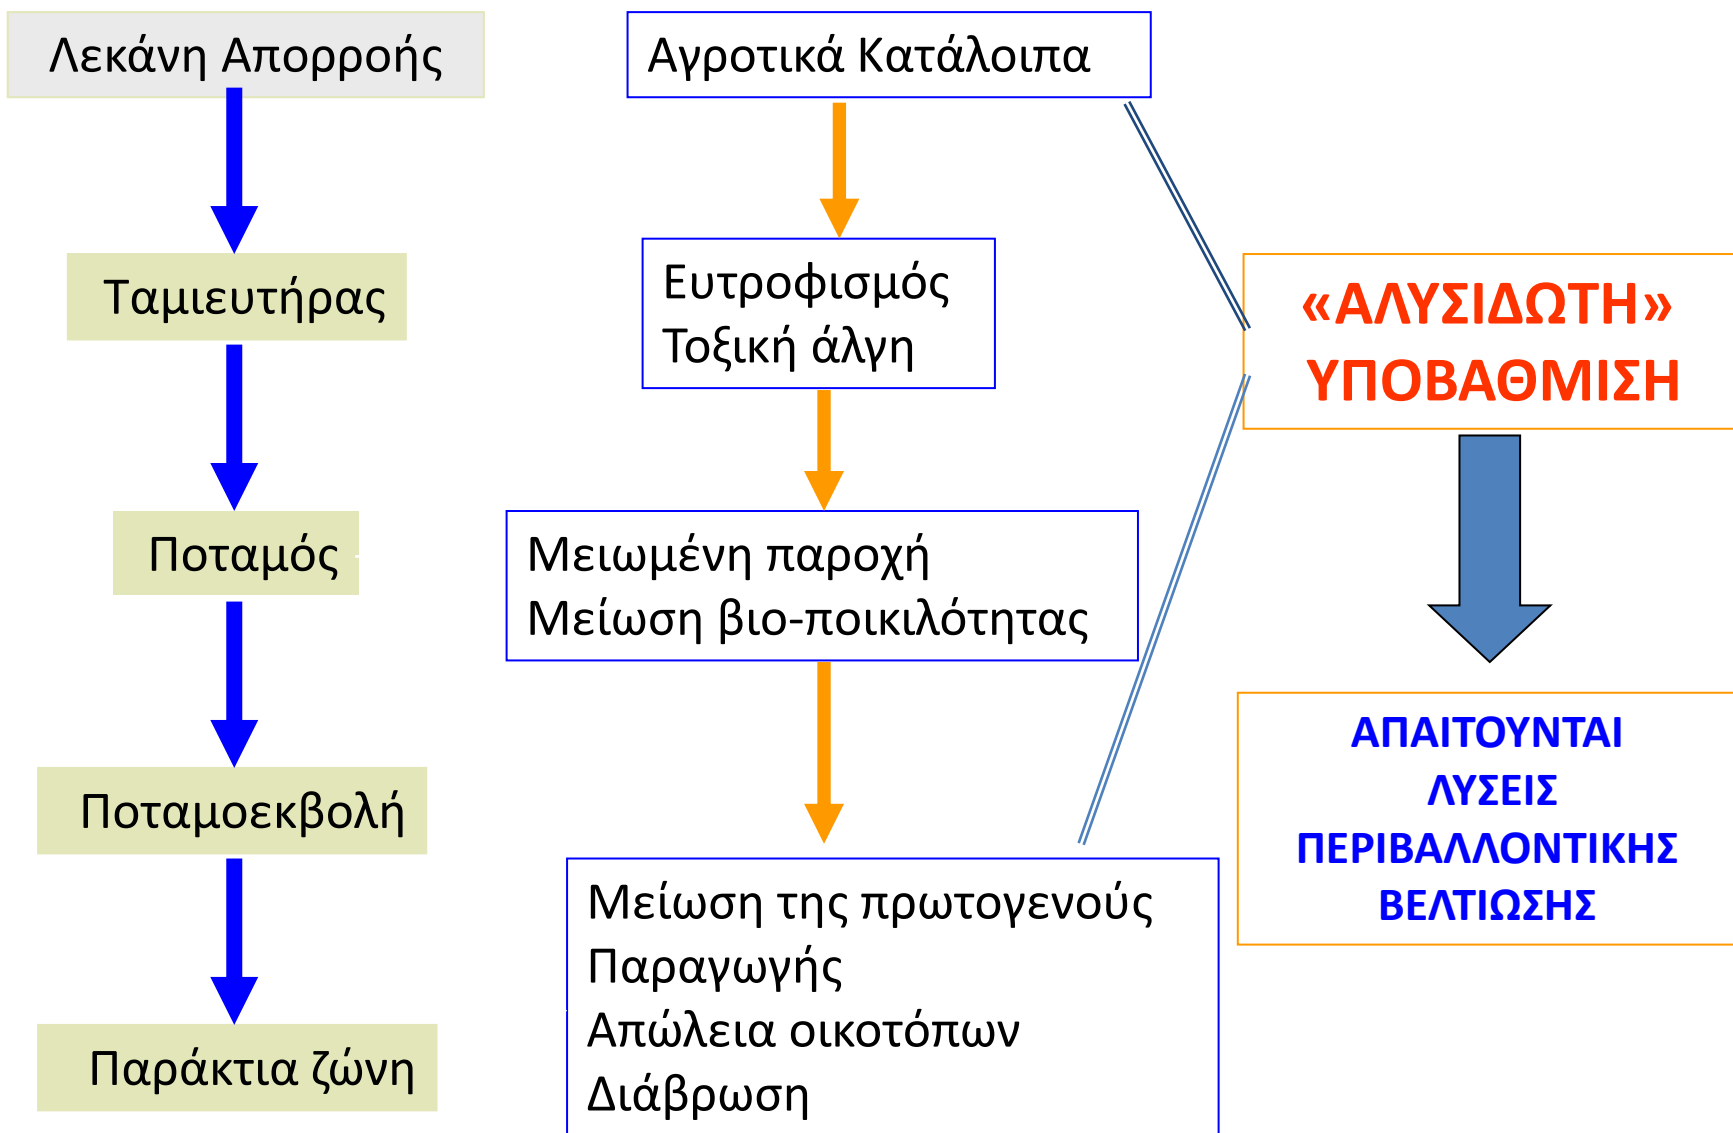 Λεκάνη Απορροής
Ταμιευτήρας
Ποταμός
Ποταμοεκβολή
Παράκτια ζώνη
Αγροτικά Κατάλοιπα
Ευτροφισμός
Τοξική άλγη
Μειωμένη παροχή
Μείωση βιο-ποικιλότητας
Μείωση της πρωτογενούς
Παραγωγής
Απώλεια οικοτόπων
Διάβρωση
«ΑΛΥΣΙΔΩΤΗ»
ΥΠΟΒΑΘΜΙΣΗ
ΑΠΑΙΤΟΥΝΤΑΙ
ΛΥΣΕΙΣ
ΠΕΡΙΒΑΛΛΟΝΤΙΚΗΣ
ΒΕΛΤΙΩΣΗΣ